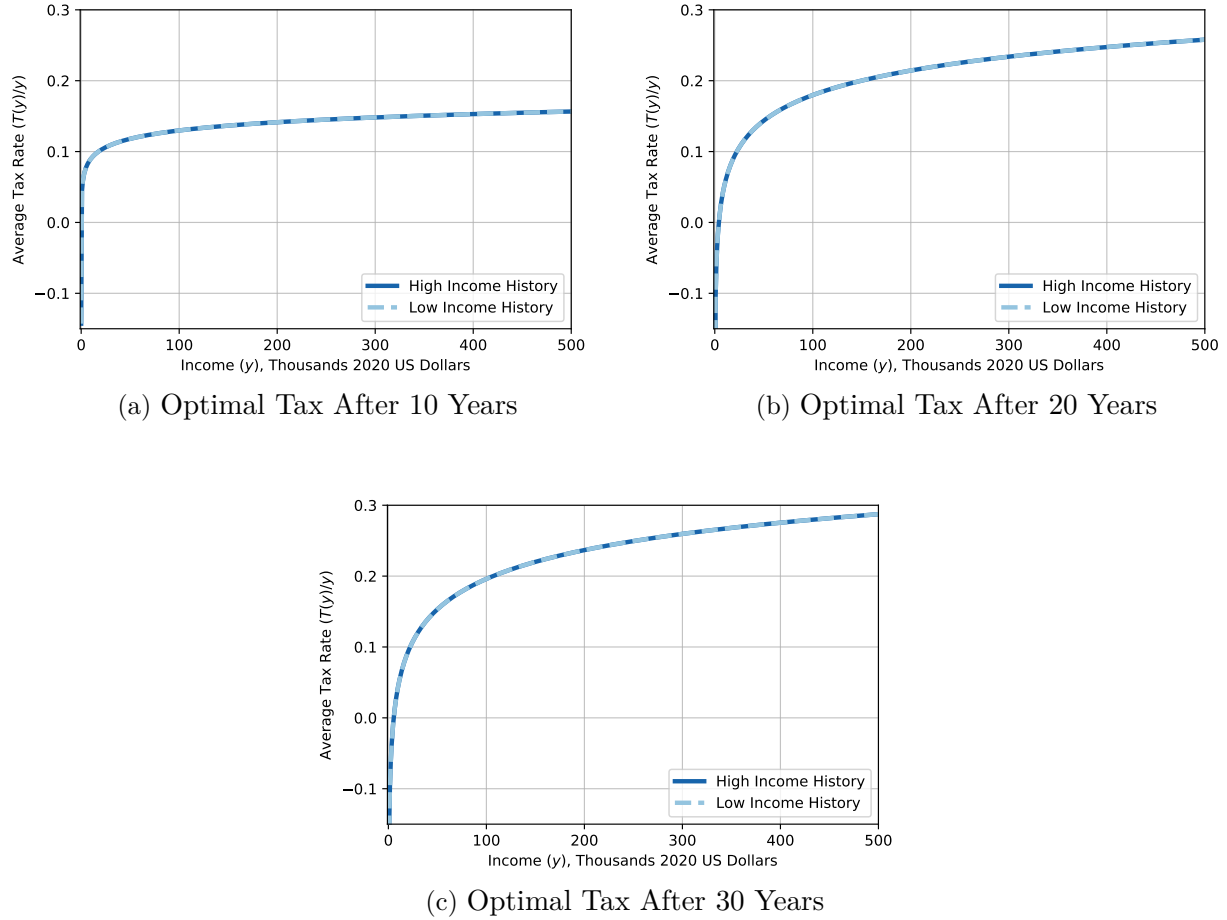 0.3
0.2
0.1
0.0
−0.1
Average Tax Rate (T(y)/y)
High Income History
Low Income History
0 100 200 300 400 500
Income (y), Thousands 2020 US Dollars
(a) Optimal Tax After 10 Years
0.3
0.2
0.1
0.0
−0.1
Average Tax Rate (T(y)/y)
High Income History
Low Income History
0 100 200 300 400 500
Income (y), Thousands 2020 US Dollars
(b) Optimal Tax After 20 Years
0.3
0.2
0.1
0.0
−0.1
Average Tax Rate (T(y)/y)
High Income History
Low Income History
0 100 200 300 400 500
Income (y), Thousands 2020 US Dollars
(c) Optimal Tax After 30 Years